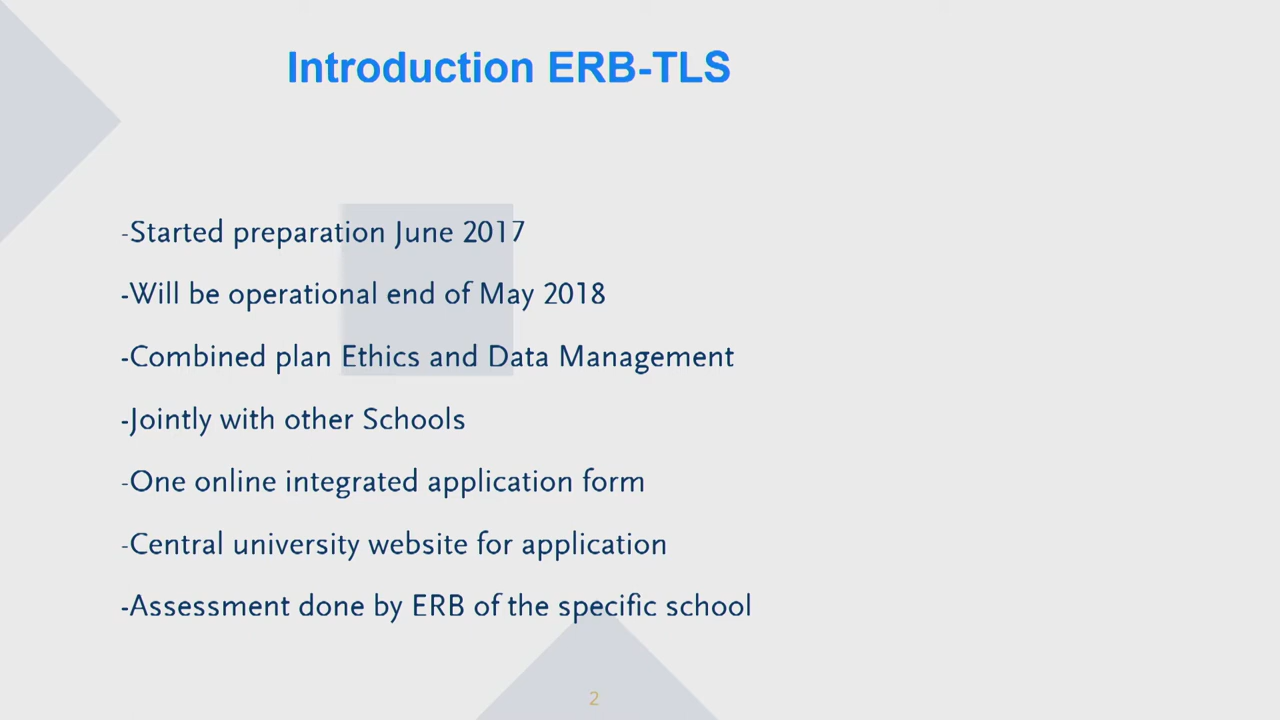 Introduction ERB-TLS
-Started preparation June 2017
-Will be operational end of May 2018
-Combined plan Ethics and Data Management
-Jointly with other Schools
-One online integrated application form
-Central university website for application
-Assessment done by ERB of the specific school
2